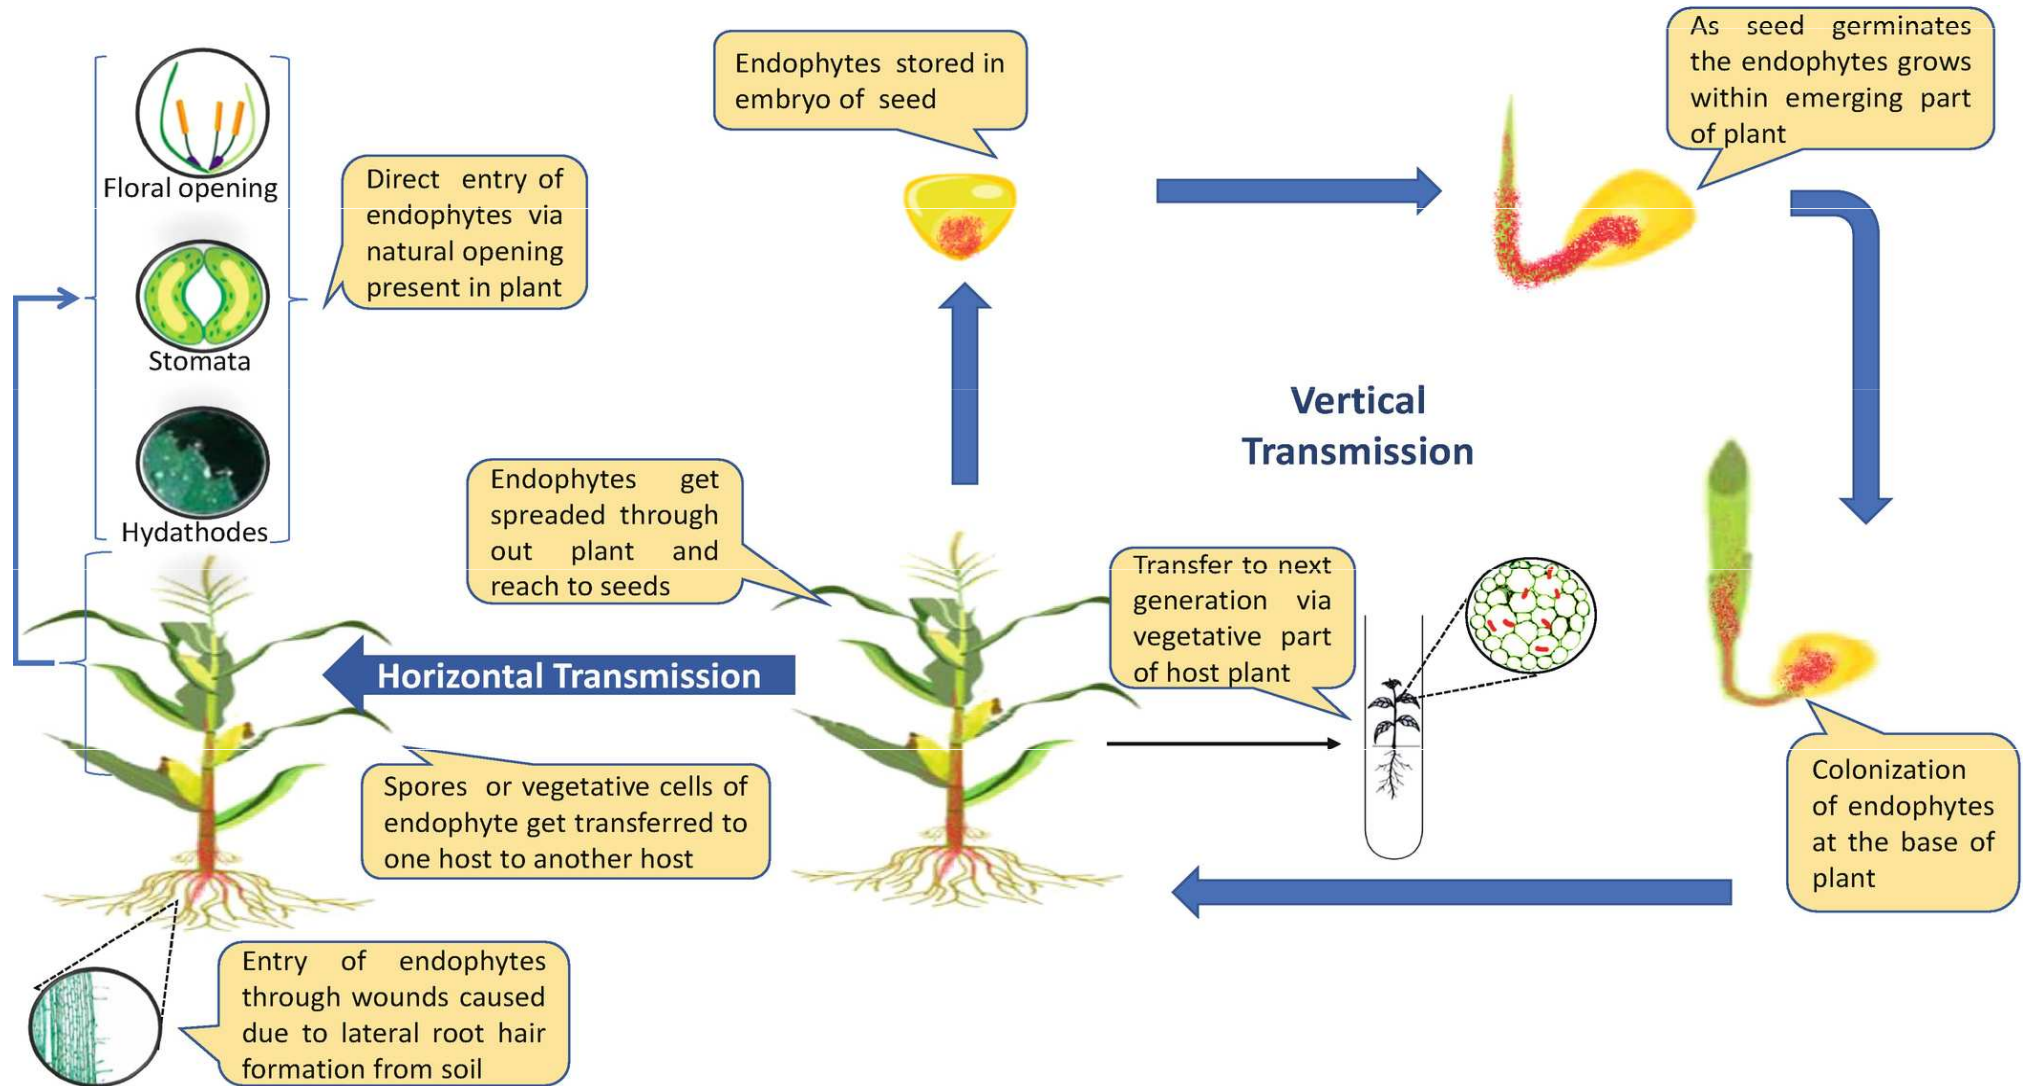 Floral opening
Stomata
Hydathodes
Direct entry of
endophytes via
natural opening
present in plant
Endophytes stored in
embryo of seed
As seed germinates
the endophytes grows
within emerging part
of plant
Vertical
Transmission
Endophytes get
spreaded through
out plant and
reach to seeds
Transfer to next
generation via
vegetative part
of host plant
Horizontal Transmission
Spores or vegetative cells of
endophyte get transferred to
one host to another host
Colonization
of endophytes
at the base of
plant
Entry of endophytes
through wounds caused
due to lateral root hair
formation from soil